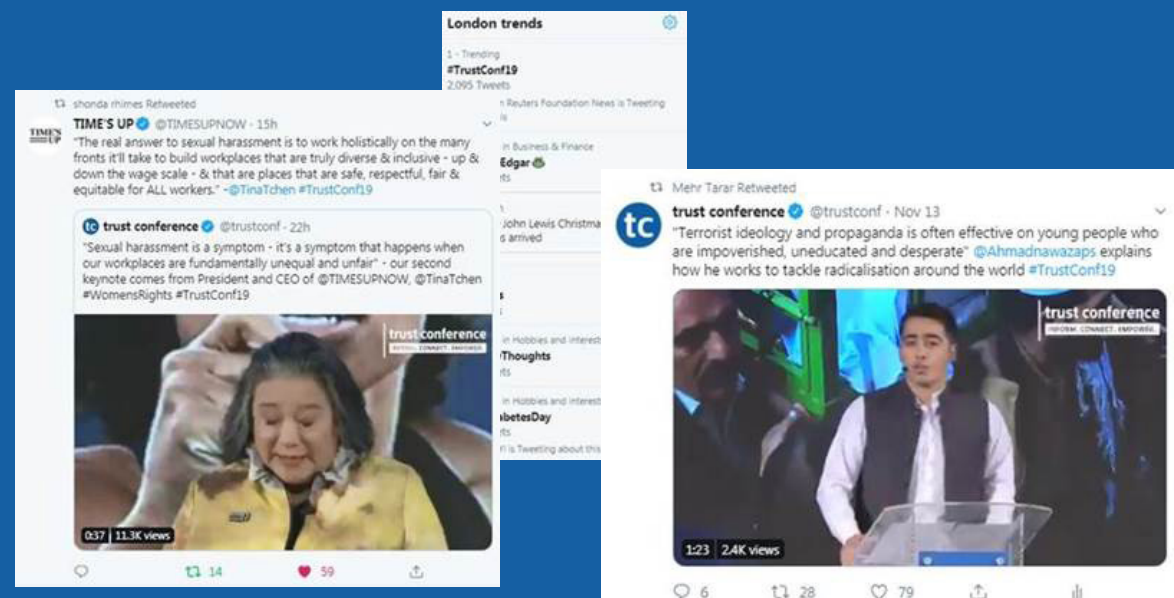 London trends
1 - Trending
#TrustConf19
2,095 Tweets
Reuters Foundation News is Tweeting
in Business & Finance
Edgar
John Lewis Christma
s arrived
in Hobbies and interest
Thoughts
in Hobbies and interest
abetesDay
is Tweeting about this
shonda rhimes Retweeted
TIME'S UP
TIME'S UP @TIMESUPNOW · 15h
"The real answer to sexual harassment is to work holistically on the many
fronts it'll take to build workplaces that are truly diverse & inclusive - up &
down the wage scale - & that are places that are safe, respectful, fair &
equitable for ALL workers." -@TinaTchen #TrustConf19
tc trust conference @trustconf · 22h
"Sexual harassment is a symptom - it's a symptom that happens when
our workplaces are fundamentally unequal and unfair" - our second
keynote comes from President and CEO of @TIMESUPNOW, @TinaTchen
#WomensRights #TrustConf19
trust conference
INFORM. CONNECT. EMPOWER.
0:37 11.3K views
14 59
Mehr Tarar Retweeted
tc
trust conference @trustconf · Nov 13
"Terrorist ideology and propaganda is often effective on young people who
are impoverished, uneducated and desperate" @Ahmadnawazaps explains
how he works to tackle radicalisation around the world #TrustConf19
trust conference
INFORM. CONNECT. EMPOWER.
1:23 2.4K views
6 28 79